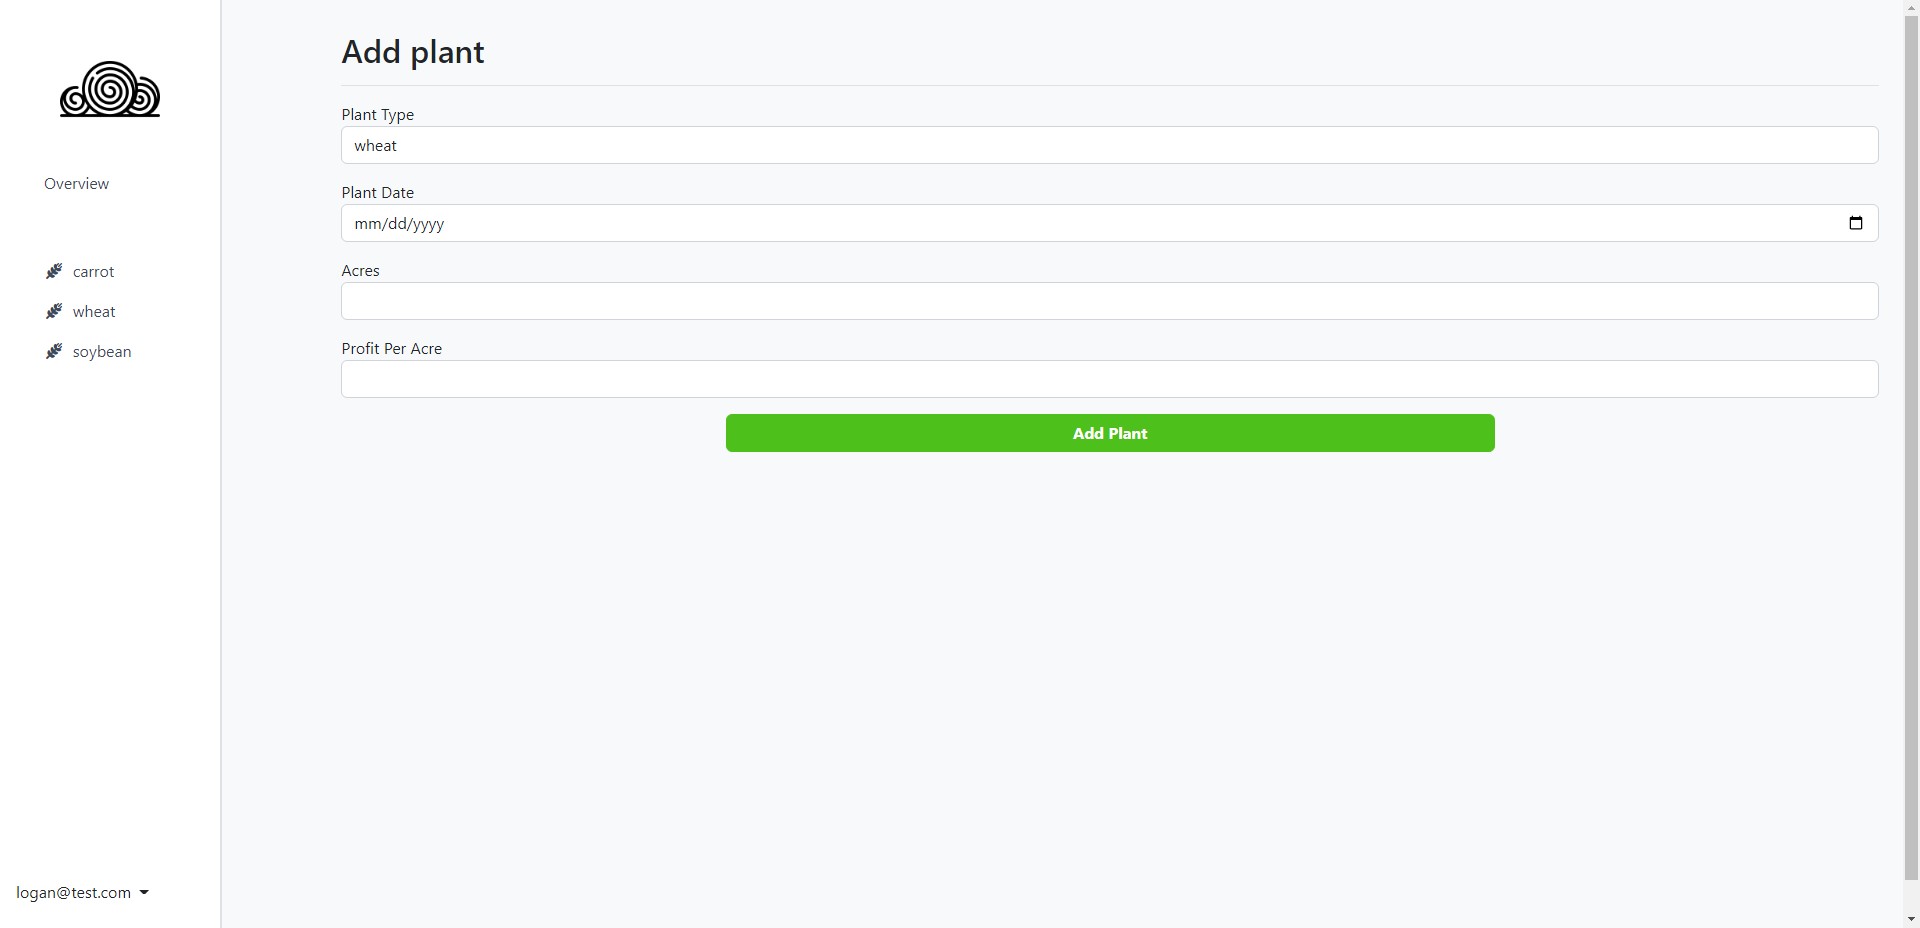 Overview
carrot
wheat
soybean
logan@test.com
Add plant
Plant Type
wheat
Plant Date
mm/dd/yyyy
Acres
Profit Per Acre
Add Plant